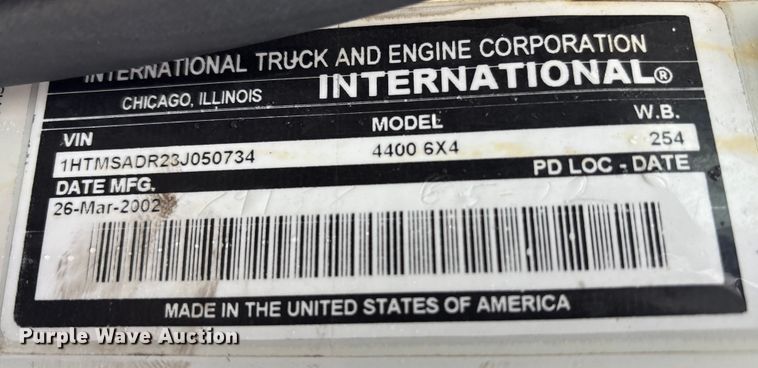 INTERNATIONAL TRUCK AND ENGINE CORPORATION
CHICAGO, ILLINOIS INTERNATIONAL®
VIN MODEL W.B.
1HTMSADR23J050734 4400 6X4 254
DATE MFG. PD LOC - DATE
26-Mar-2002
MADE IN THE UNITED STATES OF AMERICA
Purple Wave Auction